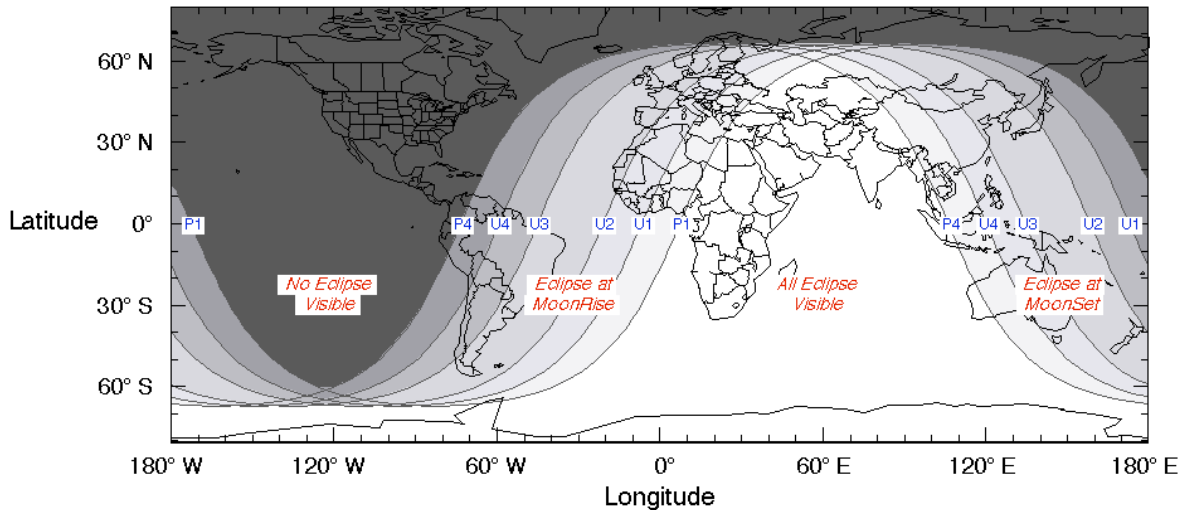 60° N
30° N
Latitude 0°
P1 P4 U4 U3 U2 U1 P1 P4 U4 U3 U2 U1
No Eclipse Visible
Eclipse at MoonRise
All Eclipse Visible
Eclipse at MoonSet
30° S
60° S
180° W 120° W 60° W 0° 60° E 120° E 180° E
Longitude